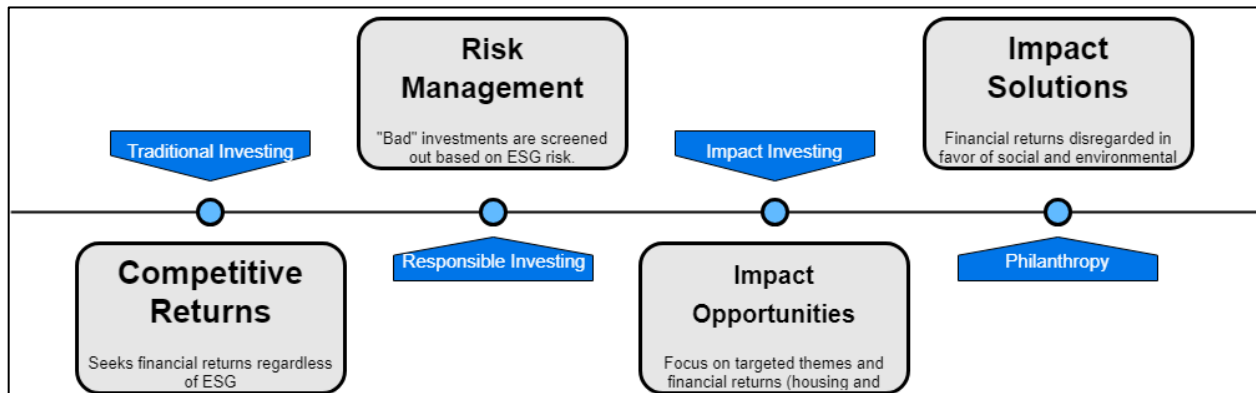 Traditional Investing
Competitive
Returns
Seeks financial returns regardless
of ESG
Risk
Management
"Bad" investments are screened
out based on ESG risk.
Responsible Investing
Impact Investing
Impact
Opportunities
Focus on targeted themes and
financial returns (housing and
Impact
Solutions
Financial returns disregarded in
favor of social and environmental
Philanthropy